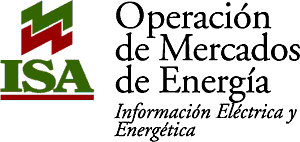 ISA
Operación
de Mercados
de Energía
Información Eléctrica y
Energética